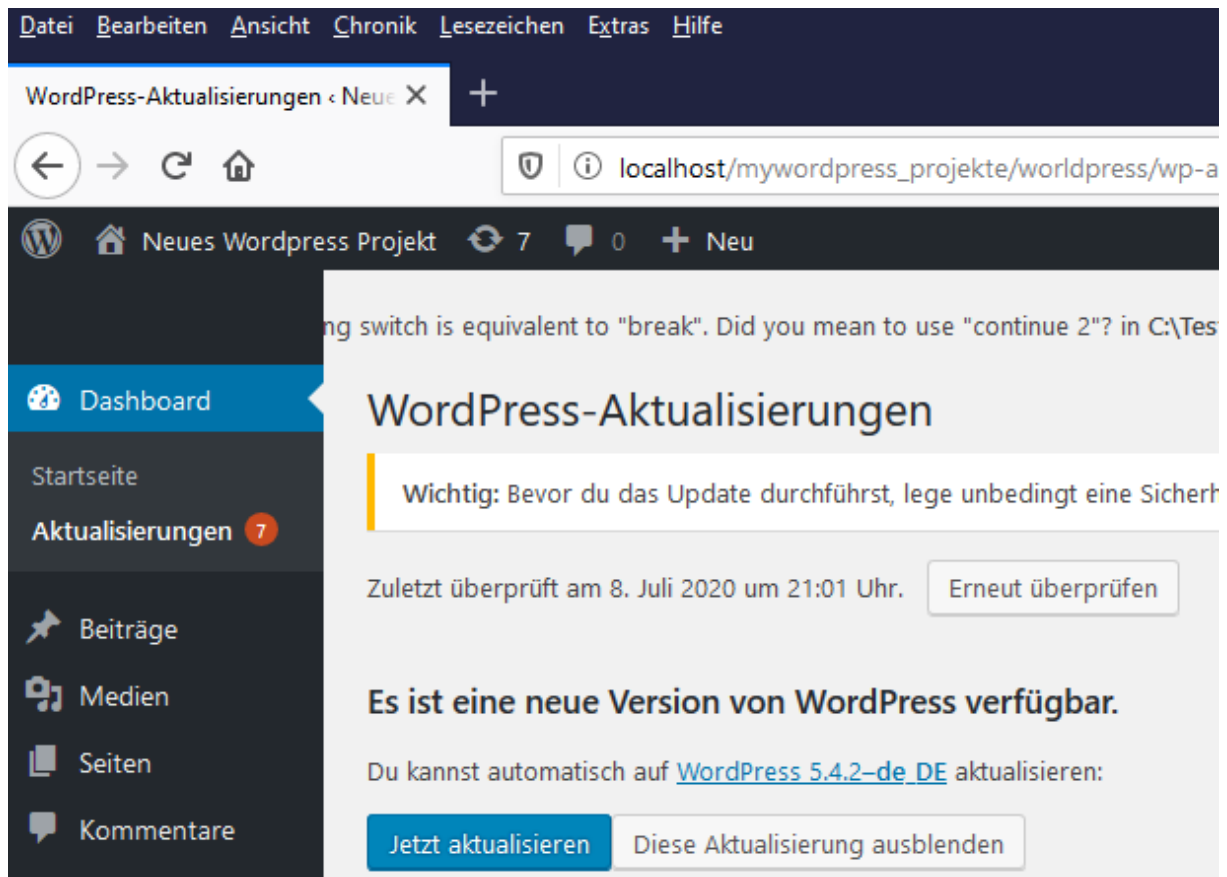 Datei Bearbeiten Ansicht Chronik Lesezeichen Extras Hilfe
WordPress-Aktualisierungen ‹ Neue
localhost/mywordpress_projekte/worldpress/wp-a
Neues Wordpress Projekt 7 0 Neu
ng switch is equivalent to "break". Did you mean to use "continue 2"? in C:\Tes
Dashboard
WordPress-Aktualisierungen
Startseite
Wichtig: Bevor du das Update durchführst, lege unbedingt eine Sicherh
Aktualisierungen 7
Zuletzt überprüft am 8. Juli 2020 um 21:01 Uhr. Erneut überprüfen
Beiträge
Medien
Es ist eine neue Version von WordPress verfügbar.
Seiten
Du kannst automatisch auf WordPress 5.4.2–de_DE aktualisieren:
Kommentare
Jetzt aktualisieren Diese Aktualisierung ausblenden